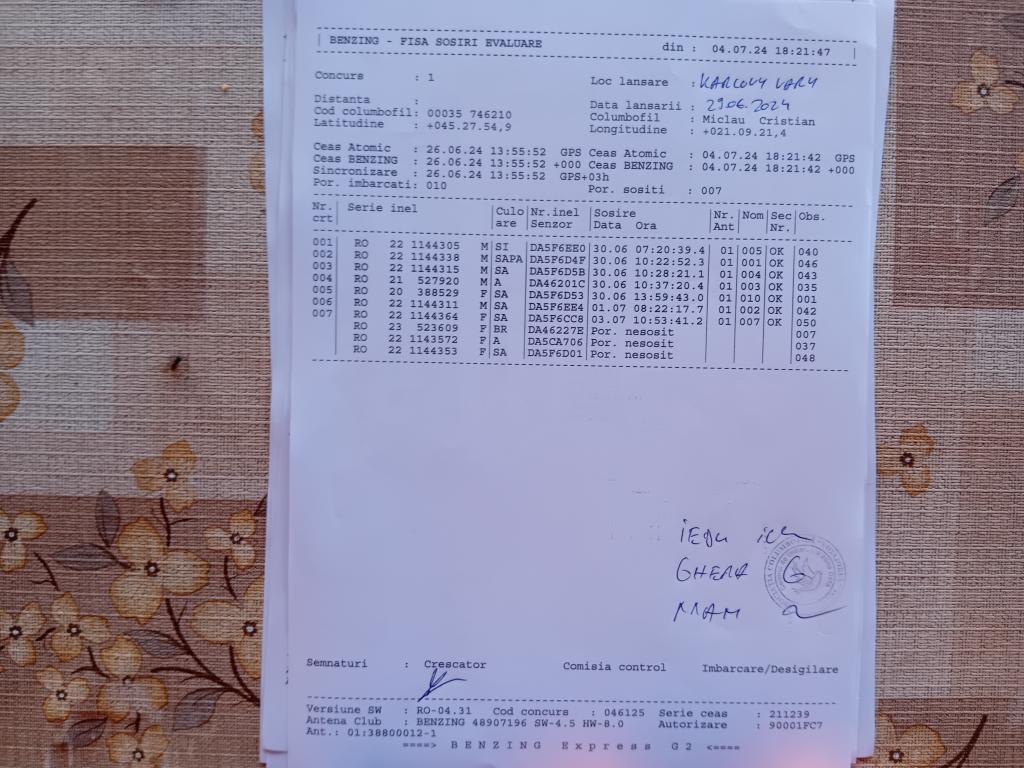 BENZING - FISA SOSIRI EVALUARE din : 04.07.24 18:21:47
Concurs : 1 Loc lansare : KARLOVY VARY
Distanta : Data lansarii : 29.06.2024
Cod columbofil: 00035 746210 Columbofil : Miclau Cristian
Latitudine : +045.27.54,9 Longitudine : +021.09.21,4
Ceas Atomic : 26.06.24 13:55:52 GPS Ceas Atomic : 04.07.24 18:21:42 GPS
Ceas BENZING : 26.06.24 13:55:52 +000 Ceas BENZING : 04.07.24 18:21:42 +000
Sincronizare : 26.06.24 13:55:52 GPS+03h
Por. imbarcati: 010 Por. sositi : 007
Nr. Serie inel Culo Nr.inel Sosire Nr. Nom Sec Obs.
crt are Senzor Data Ora Ant Nr.
001 RO 22 1144305 M SI DA5F6EE0 30.06 07:20:39.4 01 005 OK 040
002 RO 22 1144338 M SAPA DA5F6D4F 30.06 10:22:52.3 01 001 OK 046
003 RO 22 1144315 M SA DA5F6D5B 30.06 10:28:21.1 01 004 OK 043
004 RO 21 527920 M A DA46201C 30.06 10:37:20.4 01 003 OK 035
005 RO 20 388529 F SA DA5F6D53 30.06 13:59:43.0 01 010 OK 001
006 RO 22 1144311 M SA DA5F6EE4 01.07 08:22:17.7 01 002 OK 042
007 RO 22 1144364 F SA DA5F6CC8 03.07 10:53:41.2 01 007 OK 050
RO 23 523609 F BR DA46227E Por. nesosit 007
RO 22 1143572 F A DA5CA706 Por. nesosit 037
RO 22 1144353 F SA DA5F6D01 Por. nesosit 048
GHERA
Semnaturi : Crescator Comisia control Imbarcare/Desigilare
Versiune SW : RO-04.31 Cod concurs : 046125 Serie ceas : 211239
Antena Club : BENZING 48907196 SW-4.5 HW-8.0 Autorizare : 90001FC7
Ant.: 01:38800012-1
====> B E N Z I N G E x p r e s s G 2 <====